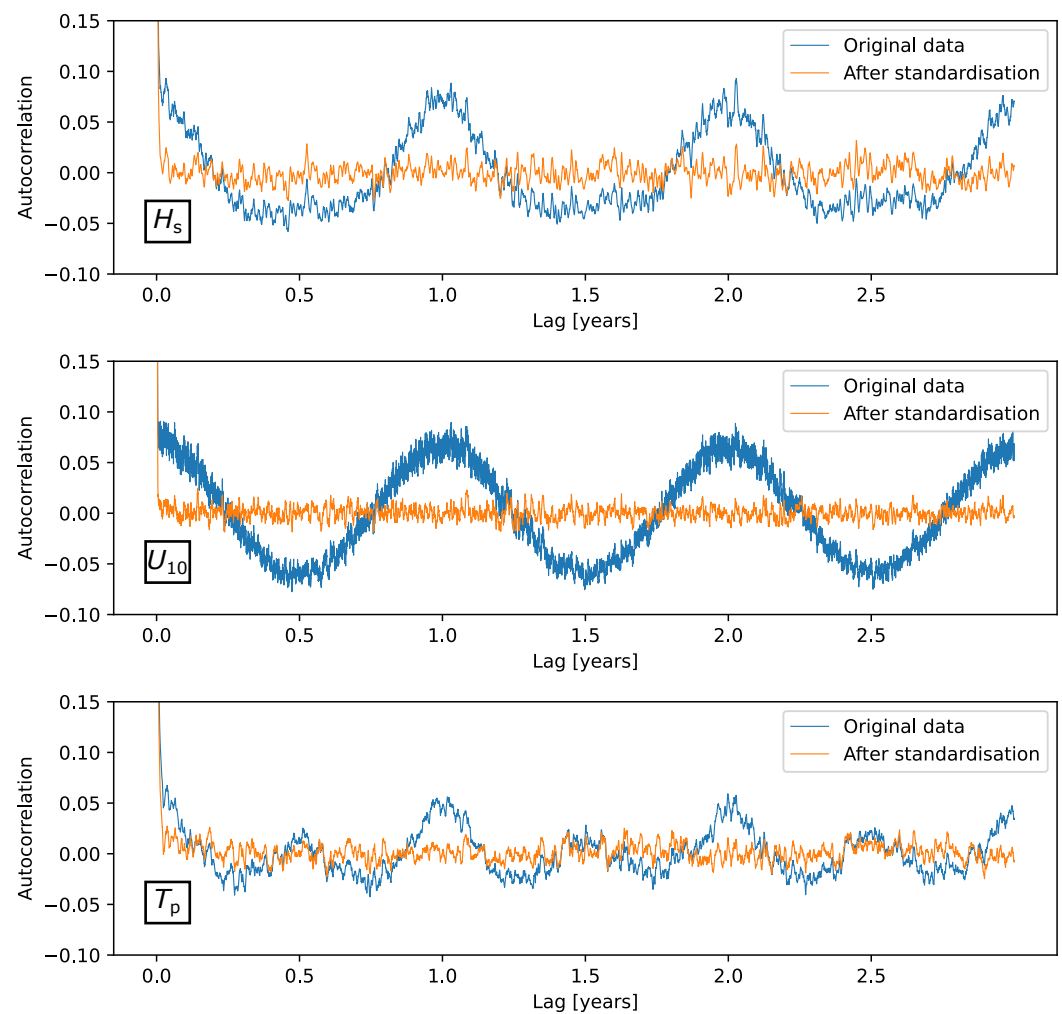 0.15
0.10
0.05
0.00
−0.05
−0.10
Autocorrelation
Original data
After standardisation
Hs
0.0 0.5 1.0 1.5 2.0 2.5
Lag [years]
0.15
0.10
0.05
0.00
−0.05
−0.10
Autocorrelation
Original data
After standardisation
U10
0.0 0.5 1.0 1.5 2.0 2.5
Lag [years]
0.15
0.10
0.05
0.00
−0.05
−0.10
Autocorrelation
Original data
After standardisation
Tp
0.0 0.5 1.0 1.5 2.0 2.5
Lag [years]